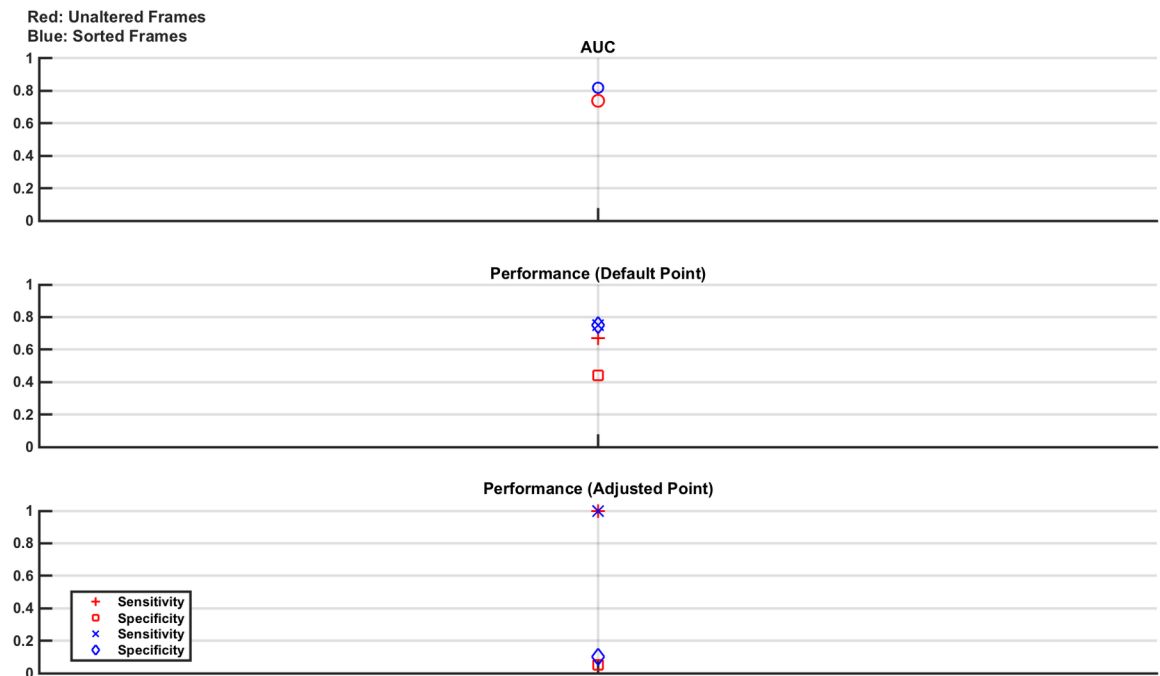 Red: Unaltered Frames
Blue: Sorted Frames
AUC
1
0.8
0.6
0.4
0.2
0
Performance (Default Point)
1
0.8
0.6
0.4
0.2
0
Performance (Adjusted Point)
1
0.8
0.6
0.4
0.2
0
Sensitivity
Specificity
Sensitivity
Specificity